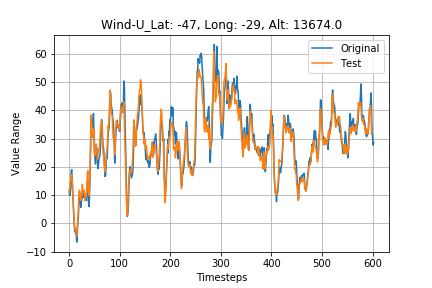 Wind-U_Lat: -47, Long: -29, Alt: 13674.0
Original
Test
Value Range
60
50
40
30
20
10
0
−10
0 100 200 300 400 500 600
Timesteps